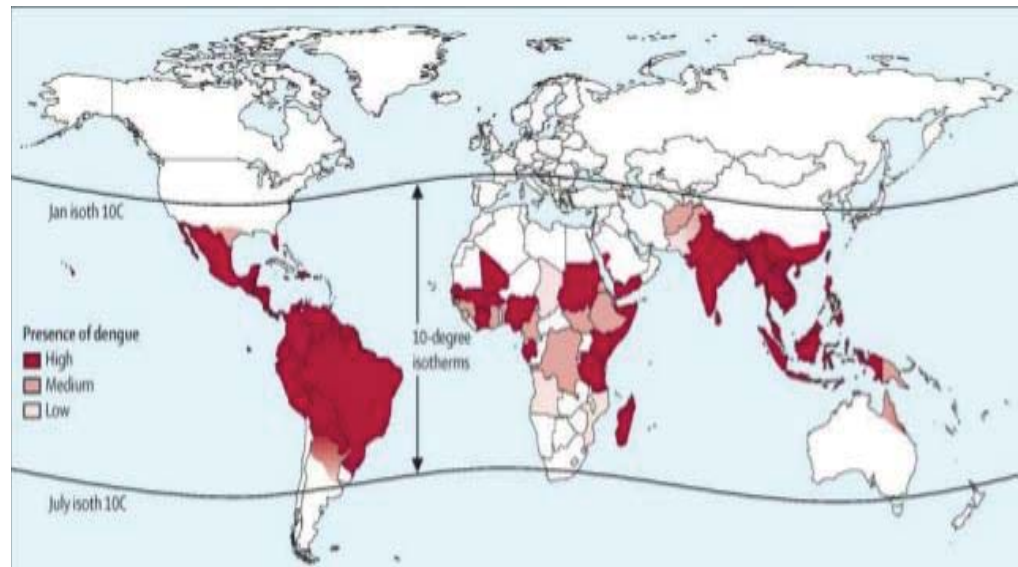 Jan isoth 10C
Presence of dengue
High
Medium
Low
10-degree
isotherms
July isoth 10C